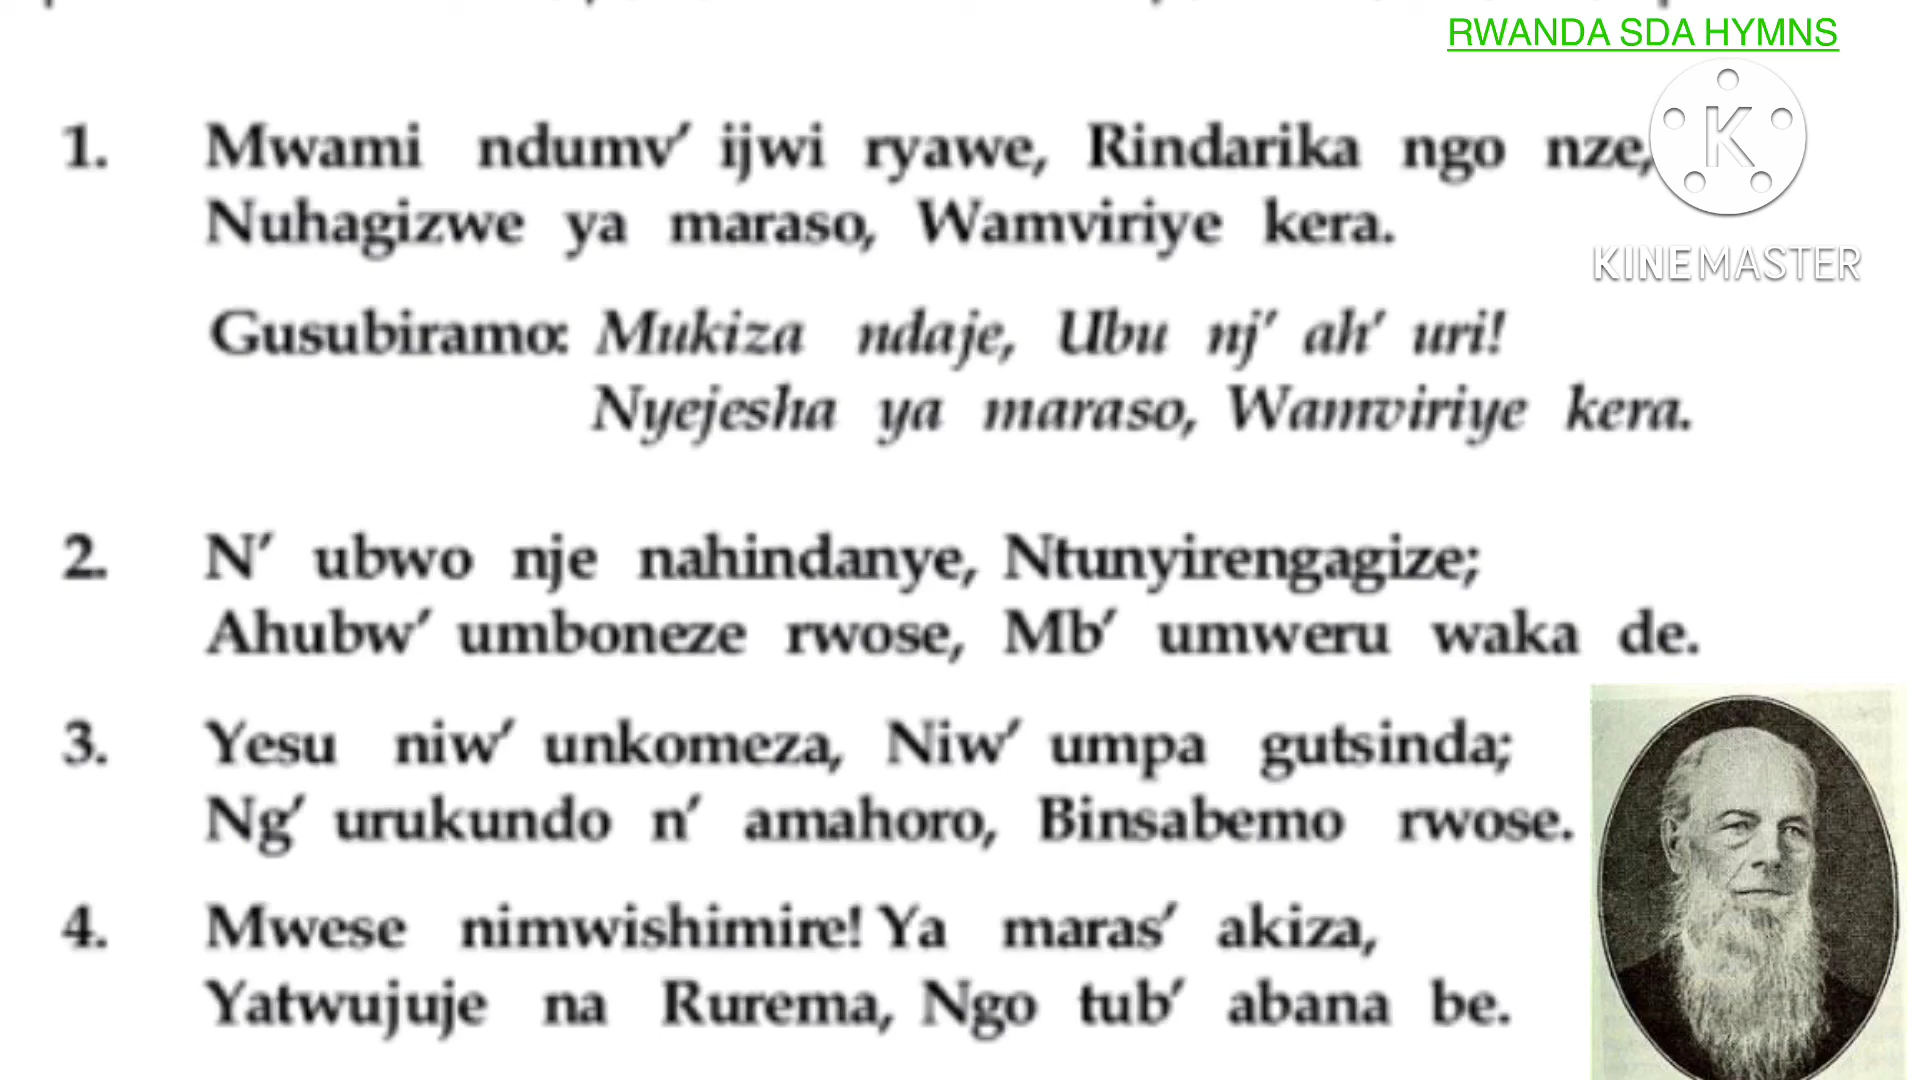 RWANDA SDA HYMNS
1. Mwami ndumv' ijwi ryawe, Rindarika ngo nze,
Nuhagizwe ya maraso, Wamviriye kera.
K
KINEMASTER
Gusubiramo: Mukiza ndaje, Ubu nj' ah' uri!
Nyejesha ya maraso, Wamviriye kera.
2. N' ubwo nje nahindanye, Ntunyirengagize;
Ahubw' umboneze rwose, Mb' umweru waka de.
3. Yesu niw' unkomeza, Niw' umpa gutsinda;
Ng' urukundo n' amahoro, Binsabemo rwose.
4. Mwese nimwishimire! Ya maras' akiza,
Yatwujuje na Rurema, Ngo tub' abana be.